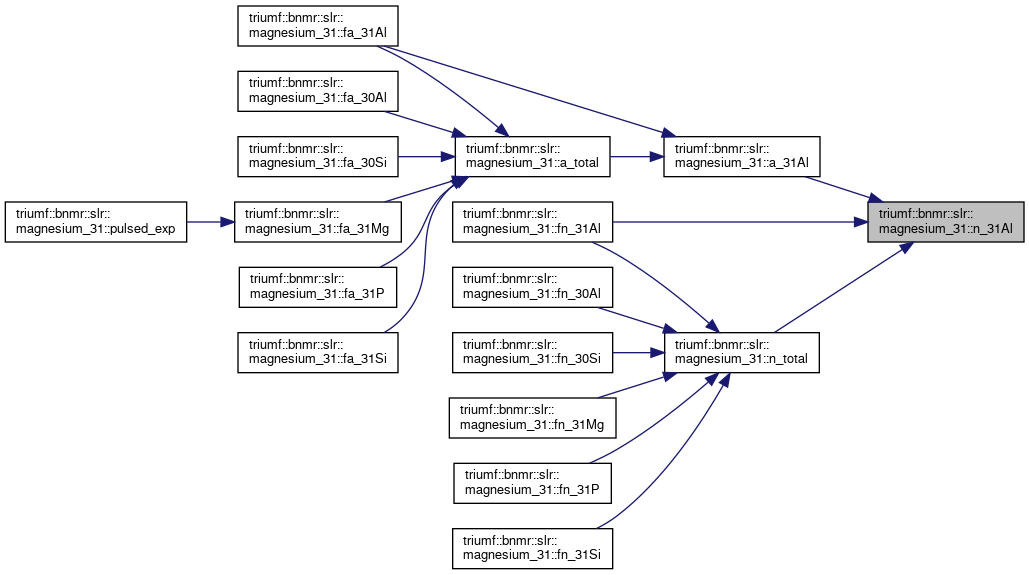 triumf::bnmr::slr::
magnesium_31::fa_31Al
triumf::bnmr::slr::
magnesium_31::fa_30Al
triumf::bnmr::slr::
magnesium_31::fa_30Si
triumf::bnmr::slr::
magnesium_31::a_total
triumf::bnmr::slr::
magnesium_31::a_31Al
triumf::bnmr::slr::
magnesium_31::pulsed_exp
triumf::bnmr::slr::
magnesium_31::fa_31Mg
triumf::bnmr::slr::
magnesium_31::fn_31Al
triumf::bnmr::slr::
magnesium_31::n_31Al
triumf::bnmr::slr::
magnesium_31::fa_31P
triumf::bnmr::slr::
magnesium_31::fn_30Al
triumf::bnmr::slr::
magnesium_31::fa_31Si
triumf::bnmr::slr::
magnesium_31::fn_30Si
triumf::bnmr::slr::
magnesium_31::n_total
triumf::bnmr::slr::
magnesium_31::fn_31Mg
triumf::bnmr::slr::
magnesium_31::fn_31P
triumf::bnmr::slr::
magnesium_31::fn_31Si